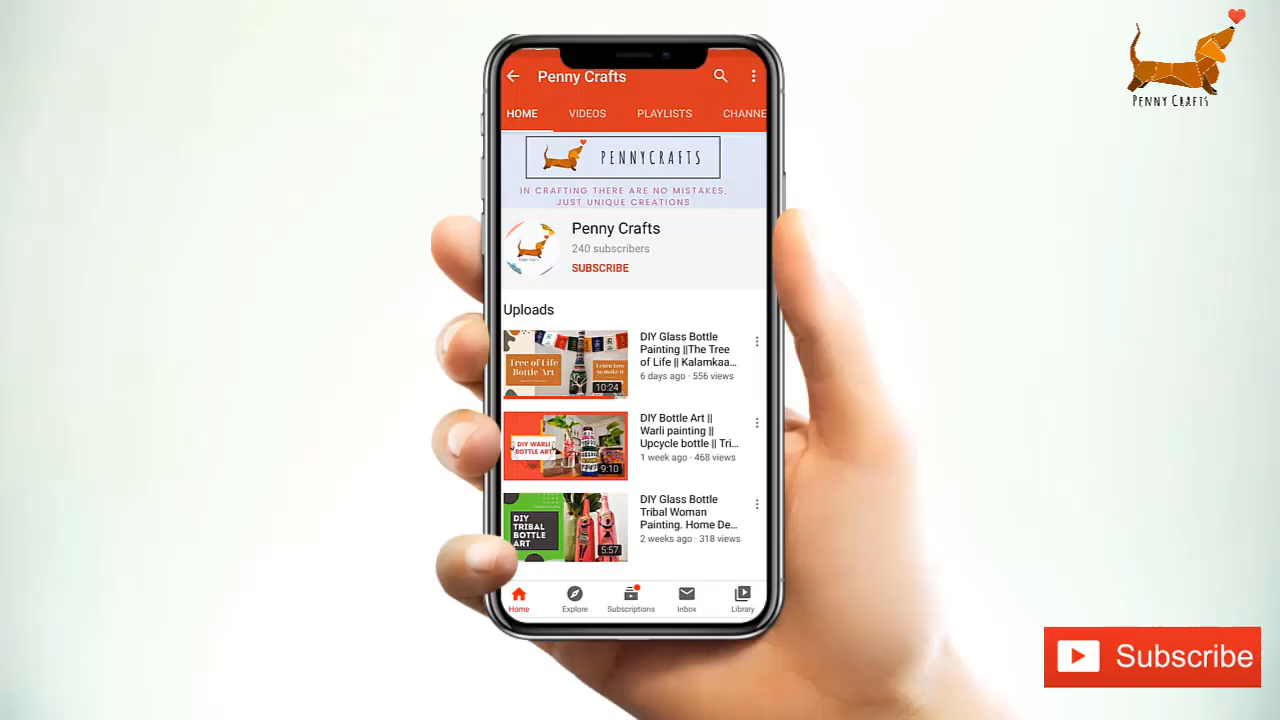 Penny Crafts
HOME VIDEOS PLAYLISTS CHANNE
PENNYCRAFTS
IN CRAFTING THERE ARE NO MISTAKES,
JUST UNIQUE CREATIONS
Penny Crafts
240 subscribers
SUBSCRIBE
Uploads
Tree of Life
Bottle Art
Learn how
to make it
10:24
DIY Glass Bottle
Painting ||The Tree
of Life || Kalamkaa...
6 days ago · 556 views
DIY WARLI
BOTTLE ART
9:10
DIY Bottle Art ||
Warli painting ||
Upcycle bottle || Tri...
1 week ago · 468 views
DIY
TRIBAL
BOTTLE
ART
5:57
DIY Glass Bottle
Tribal Woman
Painting. Home De...
2 weeks ago · 318 views
Home Explore Subscriptions Inbox Library
PENNY CRAFTS
Subscribe